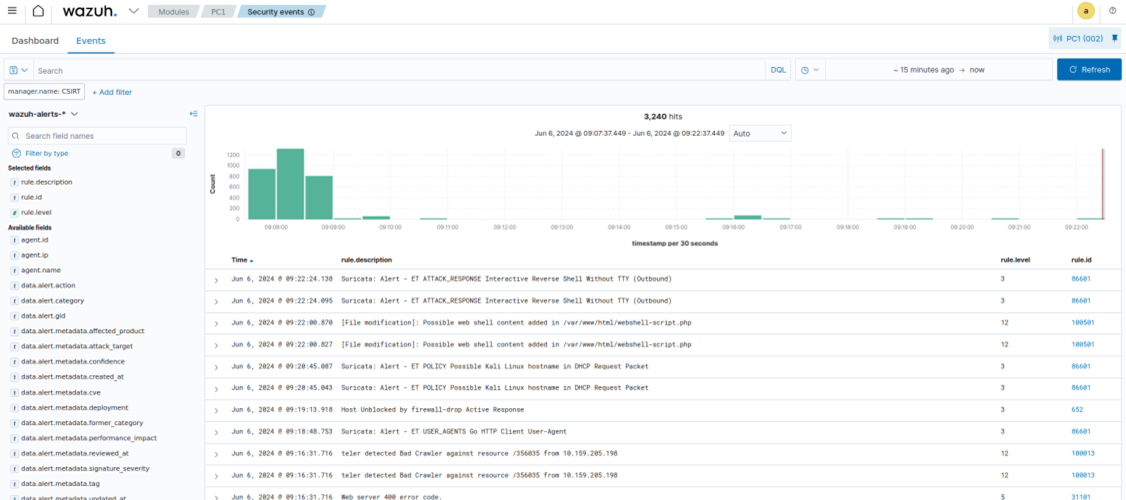 wazuh. Modules PC1 Security events a
Dashboard Events PC1 (002)
Search DQL ~ 15 minutes ago → now Refresh
manager.name: CSIRT + Add filter
wazuh-alerts-*
Search field names
Filter by type 0
Selected fields
t rule.description
t rule.id
# rule.level
Available fields
t agent.id
t agent.ip
t agent.name
t data.alert.action
t data.alert.category
t data.alert.gid
t data.alert.metadata.affected_product
t data.alert.metadata.attack_target
t data.alert.metadata.confidence
t data.alert.metadata.created_at
t data.alert.metadata.cve
t data.alert.metadata.deployment
t data.alert.metadata.former_category
t data.alert.metadata.performance_impact
t data.alert.metadata.reviewed_at
t data.alert.metadata.signature_severity
t data.alert.metadata.tag
t data.alert.metadata.updated_at
3,240 hits
Jun 6, 2024 @ 09:07:37.449 - Jun 6, 2024 @ 09:22:37.449 Auto
Count
1200
1000
800
600
400
200
0
09:08:00 09:09:00 09:10:00 09:11:00 09:12:00 09:13:00 09:14:00 09:15:00 09:16:00 09:17:00 09:18:00 09:19:00 09:20:00 09:21:00 09:22:00
timestamp per 30 seconds
Time rule.description rule.level rule.id
Jun 6, 2024 @ 09:22:24.138 Suricata: Alert - ET ATTACK_RESPONSE Interactive Reverse Shell Without TTY (Outbound) 3 86601
Jun 6, 2024 @ 09:22:24.095 Suricata: Alert - ET ATTACK_RESPONSE Interactive Reverse Shell Without TTY (Outbound) 3 86601
Jun 6, 2024 @ 09:22:00.870 [File modification]: Possible web shell content added in /var/www/html/webshell-script.php 12 100501
Jun 6, 2024 @ 09:22:00.827 [File modification]: Possible web shell content added in /var/www/html/webshell-script.php 12 100501
Jun 6, 2024 @ 09:20:45.087 Suricata: Alert - ET POLICY Possible Kali Linux hostname in DHCP Request Packet 3 86601
Jun 6, 2024 @ 09:20:45.043 Suricata: Alert - ET POLICY Possible Kali Linux hostname in DHCP Request Packet 3 86601
Jun 6, 2024 @ 09:19:13.918 Host Unblocked by firewall-drop Active Response 3 652
Jun 6, 2024 @ 09:18:48.753 Suricata: Alert - ET USER_AGENTS Go HTTP Client User-Agent 3 86601
Jun 6, 2024 @ 09:16:31.716 teler detected Bad Crawler against resource /356035 from 10.159.205.198 12 100013
Jun 6, 2024 @ 09:16:31.716 teler detected Bad Crawler against resource /356035 from 10.159.205.198 12 100013
Jun 6, 2024 @ 09:16:31.716 Web server 400 error code. 5 31101